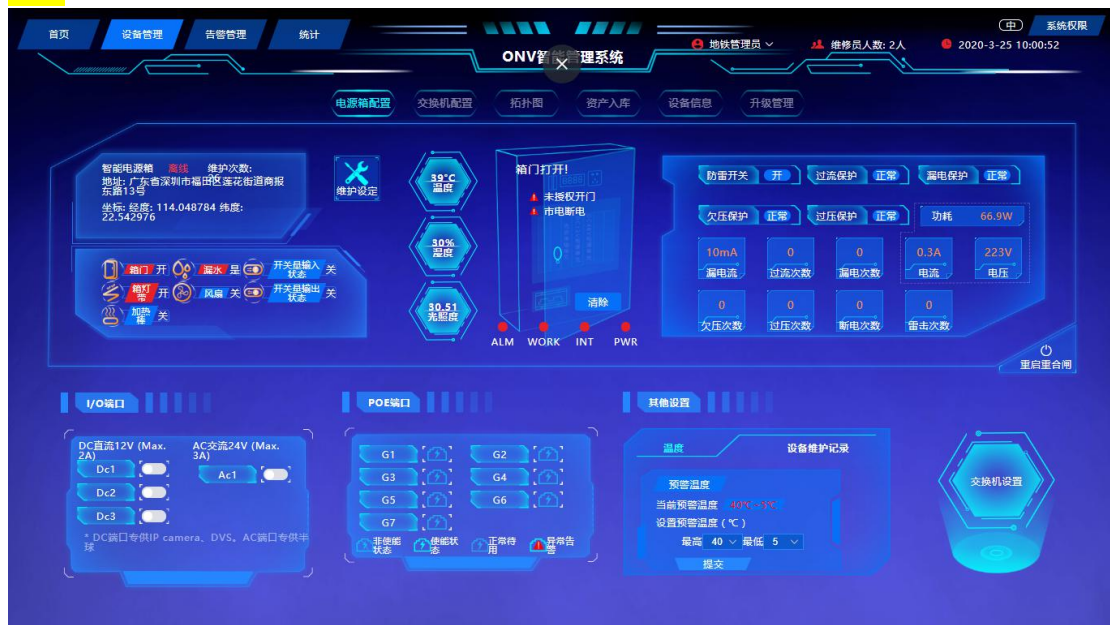 首页
设备管理
告警管理
统计
ONV智能管理系统
地铁管理员
维修员人数: 2人
中
系统权限
2020-3-25 10:00:52
电源箱配置
交换机配置
拓扑图
资产入库
设备信息
升级管理
智能电源箱 离线 维护次数:
地址: 广东省深圳市福田区莲花街道商报
东路13号
坐标: 经度: 114.048784 纬度:
22.542976
维护设定
39°C
温度
30%
湿度
30.51
光照度
箱门 开
漏水 是
开关量输入
状态 关
箱灯
带 开
风扇 关
开关量输出
状态 关
加热
棒 关
箱门打开!
未授权开门
市电断电
清除
ALM WORK INT PWR
防雷开关 开
过流保护 正常
漏电保护 正常
欠压保护 正常
过压保护 正常
功耗 66.9W
10mA
漏电流
0
过流次数
0
漏电次数
0.3A
电流
223V
电压
0
欠压次数
0
过压次数
0
断电次数
0
雷击次数
重启重合闸
I/O端口
DC直流12V (Max.
2A)
AC交流24V (Max.
3A)
Dc1
Dc2
Dc3
Ac1
* DC端口专供IP camera、DVS。AC端口专供半
球
POE端口
G1
G2
G3
G4
G5
G6
G7
非使能
状态
使能状
态
正常待
用
异常告
警
其他设置
温度
设备维护记录
预警温度
当前预警温度
设置预警温度 ( ℃ )
最高 40 最低 5
提交
交换机设置